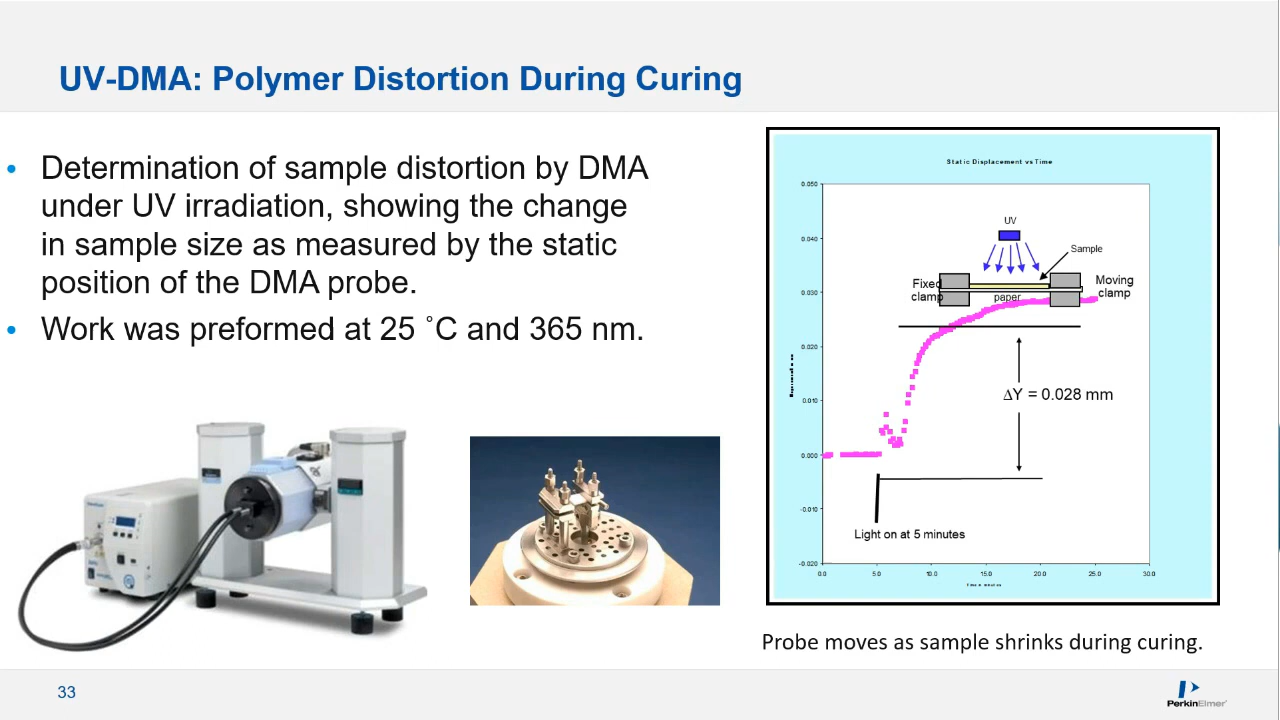 UV-DMA: Polymer Distortion During Curing
• Determination of sample distortion by DMA
under UV irradiation, showing the change
in sample size as measured by the static
position of the DMA probe.
• Work was preformed at 25 ˚C and 365 nm.
Static Displacement vs Time
0.050
0.040
0.030
0.020
0.010
0.000
-0.010
-0.020
0.0 5.0 10.0 15.0 20.0 25.0 30.0
Time in minutes
UV
Sample
Fixed
clamp
paper
Moving
clamp
ΔY = 0.028 mm
Light on at 5 minutes
Probe moves as sample shrinks during curing.
33
PerkinElmer